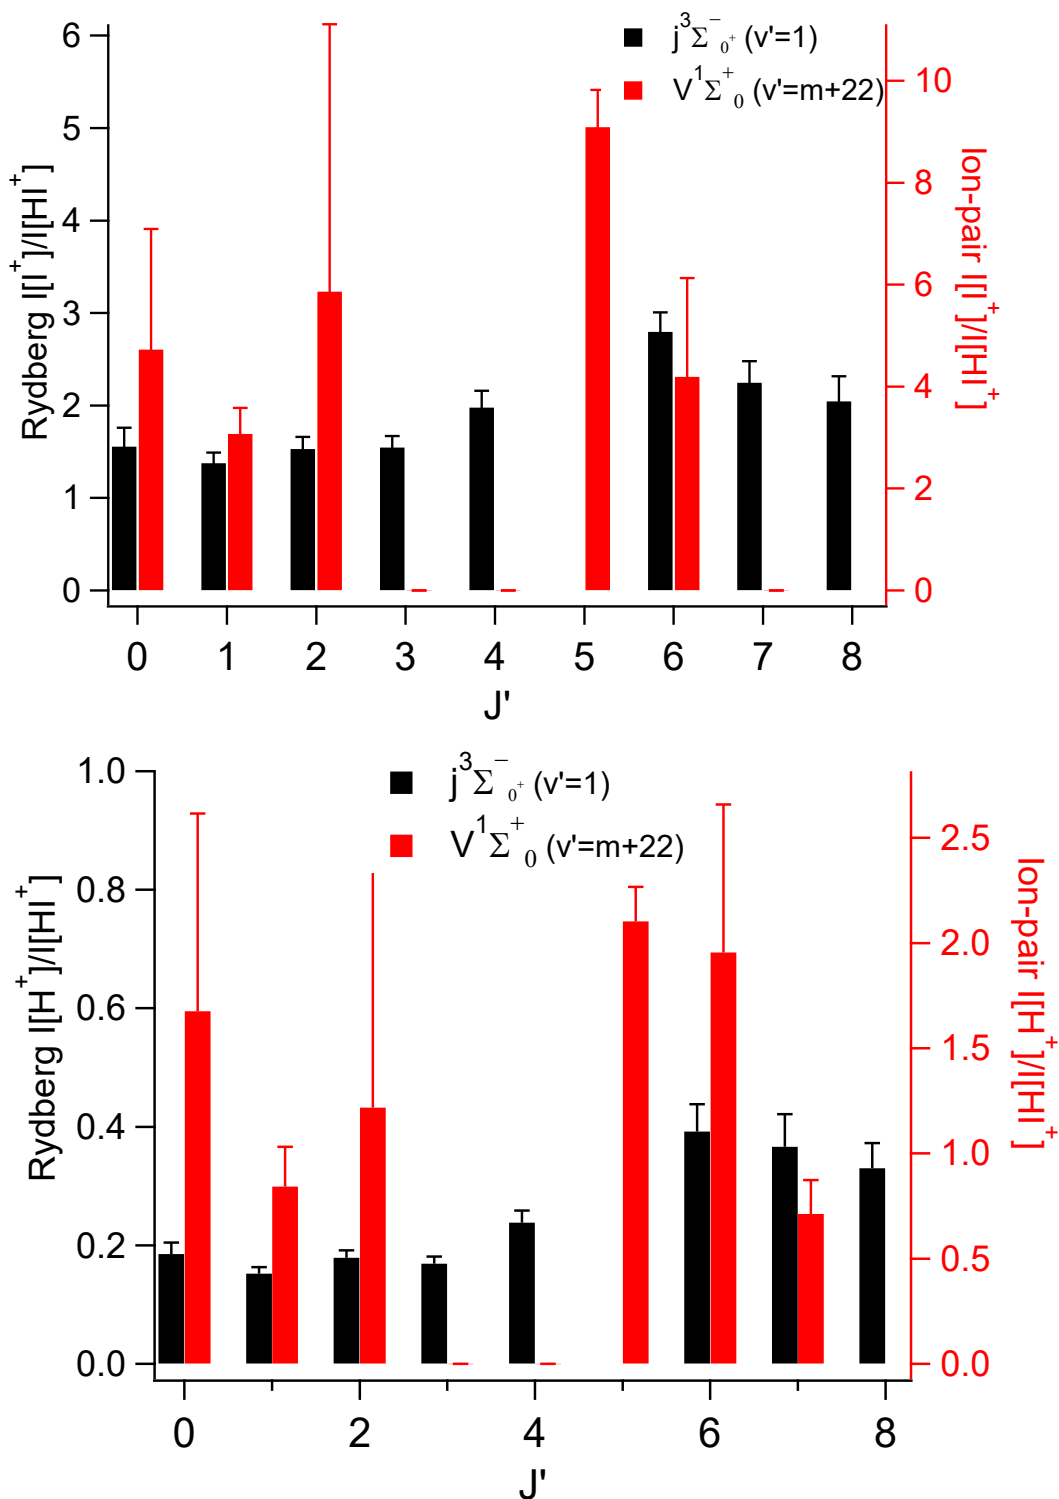 j³Σ⁻₀⁺ (v'=1)
V¹Σ⁺₀ (v'=m+22)
Rydberg I[I⁺]/I[HI⁺]
6
5
4
3
2
1
0
Ion-pair I[I⁺]/I[HI⁺]
10
8
6
4
2
0
0 1 2 3 4 5 6 7 8
J'
j³Σ⁻₀⁺ (v'=1)
V¹Σ⁺₀ (v'=m+22)
Rydberg I[H⁺]/I[HI⁺]
1.0
0.8
0.6
0.4
0.2
0.0
Ion-pair I[H⁺]/I[HI⁺]
2.5
2.0
1.5
1.0
0.5
0.0
0 2 4 6 8
J'